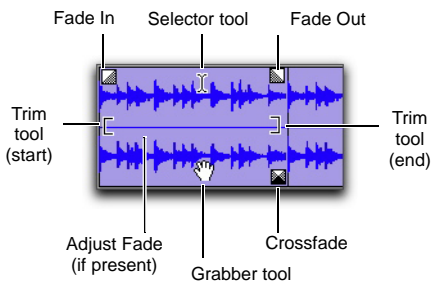 Fade In
Selector tool
Fade Out
Trim
tool
(start)
Trim
tool
(end)
Adjust Fade
(if present)
Grabber tool
Crossfade